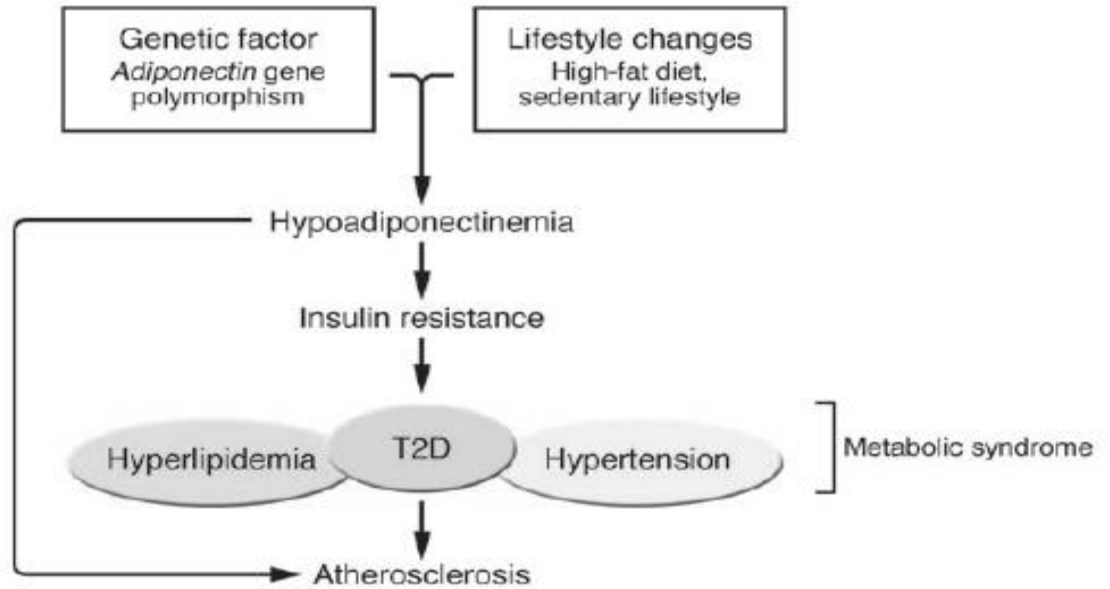 Genetic factor
Adiponectin gene
polymorphism
Lifestyle changes
High-fat diet,
sedentary lifestyle
Hypoadiponectinemia
Insulin resistance
Hyperlipidemia
T2D
Hypertension
Metabolic syndrome
Atherosclerosis